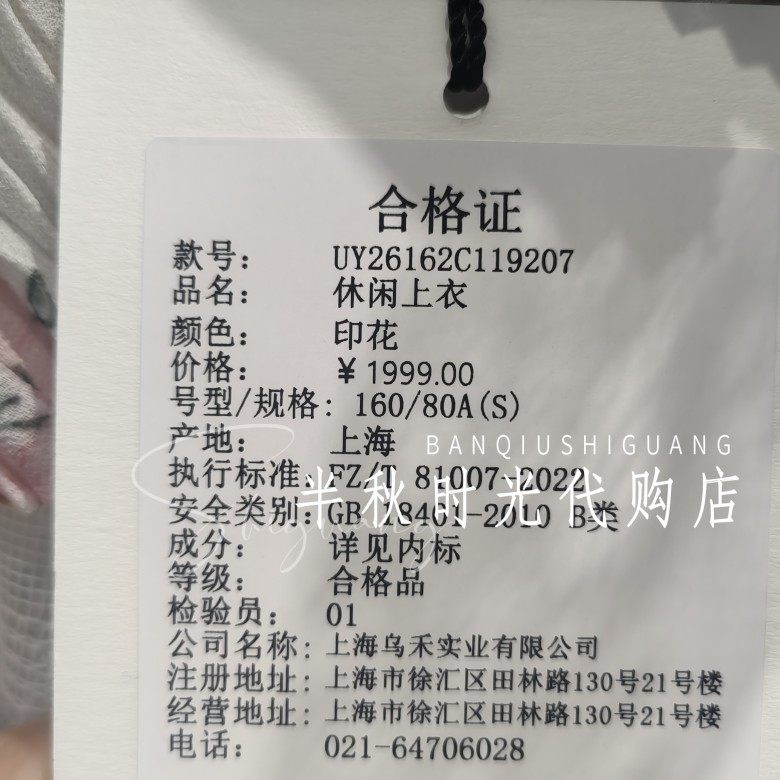 合格证
款号: UY26162C119207
品名: 休闲上衣
颜色: 印花
价格: ¥ 1999.00
号型/规格: 160/80A(S)
产地: 上海
BANQIUSHIGUANG
执行标准: FZ/T 81007-2022
半秋时光代购店
安全类别: GB 18401-2010 B类
成分: 详见内标
等级: 合格品
检验员: 01
公司名称: 上海乌禾实业有限公司
注册地址: 上海市徐汇区田林路130号21号楼
经营地址: 上海市徐汇区田林路130号21号楼
电话: 021-64706028